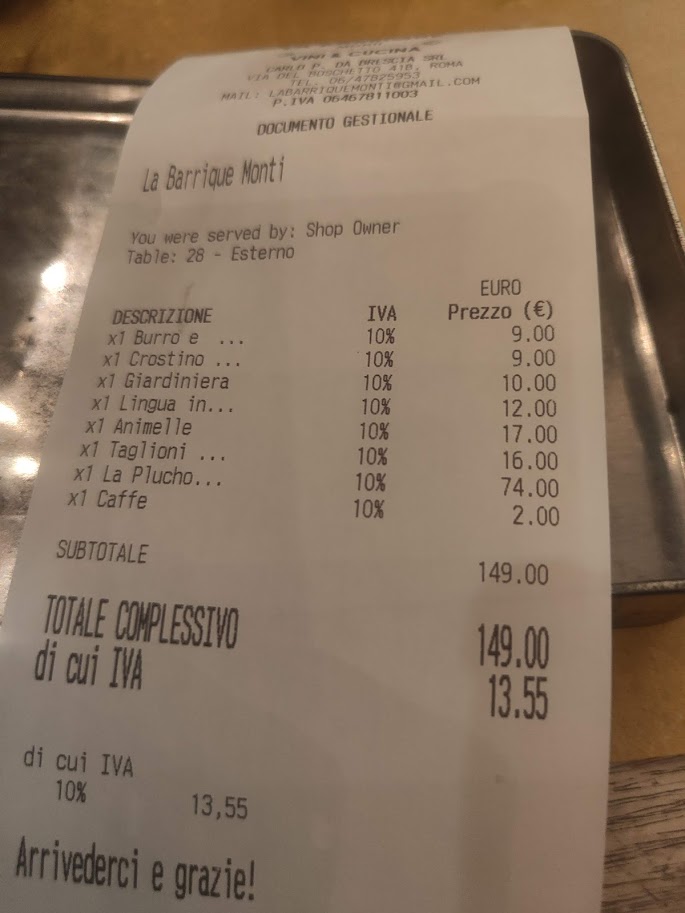 VINI & CUCINA
CARLO P. DA BRESCIA SRL
VIA DEL BOSCHETTO 41B, ROMA
TEL. 06/47825953
MAIL: LABARRIQUEMONTI@GMAIL.COM
P.IVA 06467811003
DOCUMENTO GESTIONALE
La Barrique Monti
You were served by: Shop Owner
Table: 28 - Esterno
EURO
DESCRIZIONE IVA Prezzo (€)
x1 Burro e ... 10% 9.00
x1 Crostino ... 10% 9.00
x1 Giardiniera 10% 10.00
x1 Lingua in... 10% 12.00
x1 Animelle 10% 17.00
x1 Taglioni ... 10% 16.00
x1 La Plucho... 10% 74.00
x1 Caffe 10% 2.00
SUBTOTALE 149.00
TOTALE COMPLESSIVO 149.00
di cui IVA 13.55
di cui IVA
10% 13,55
Arrivederci e grazie!